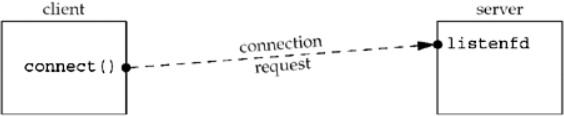 client
server
connect()
connection
request
listenfd